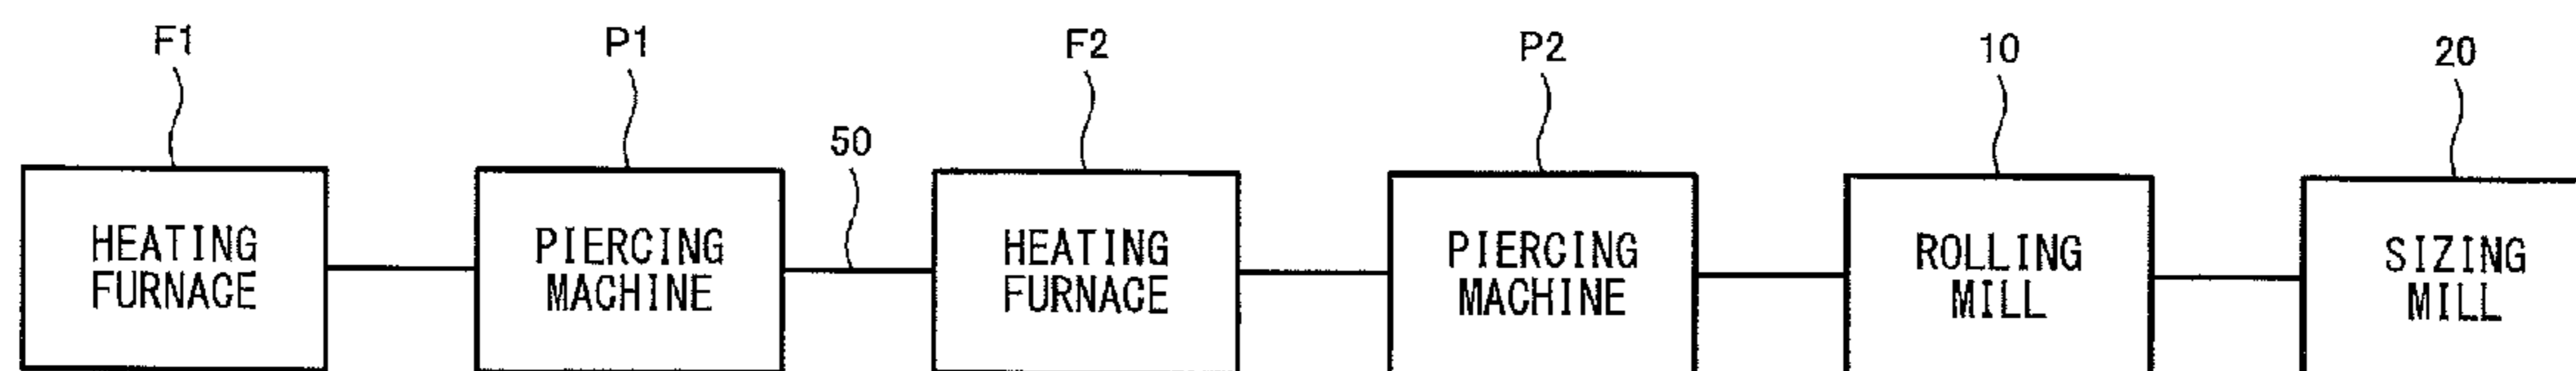 F1
P1
F2
P2
10
20
50
HEATING
FURNACE
PIERCING
MACHINE
HEATING
FURNACE
PIERCING
MACHINE
ROLLING
MILL
SIZING
MILL